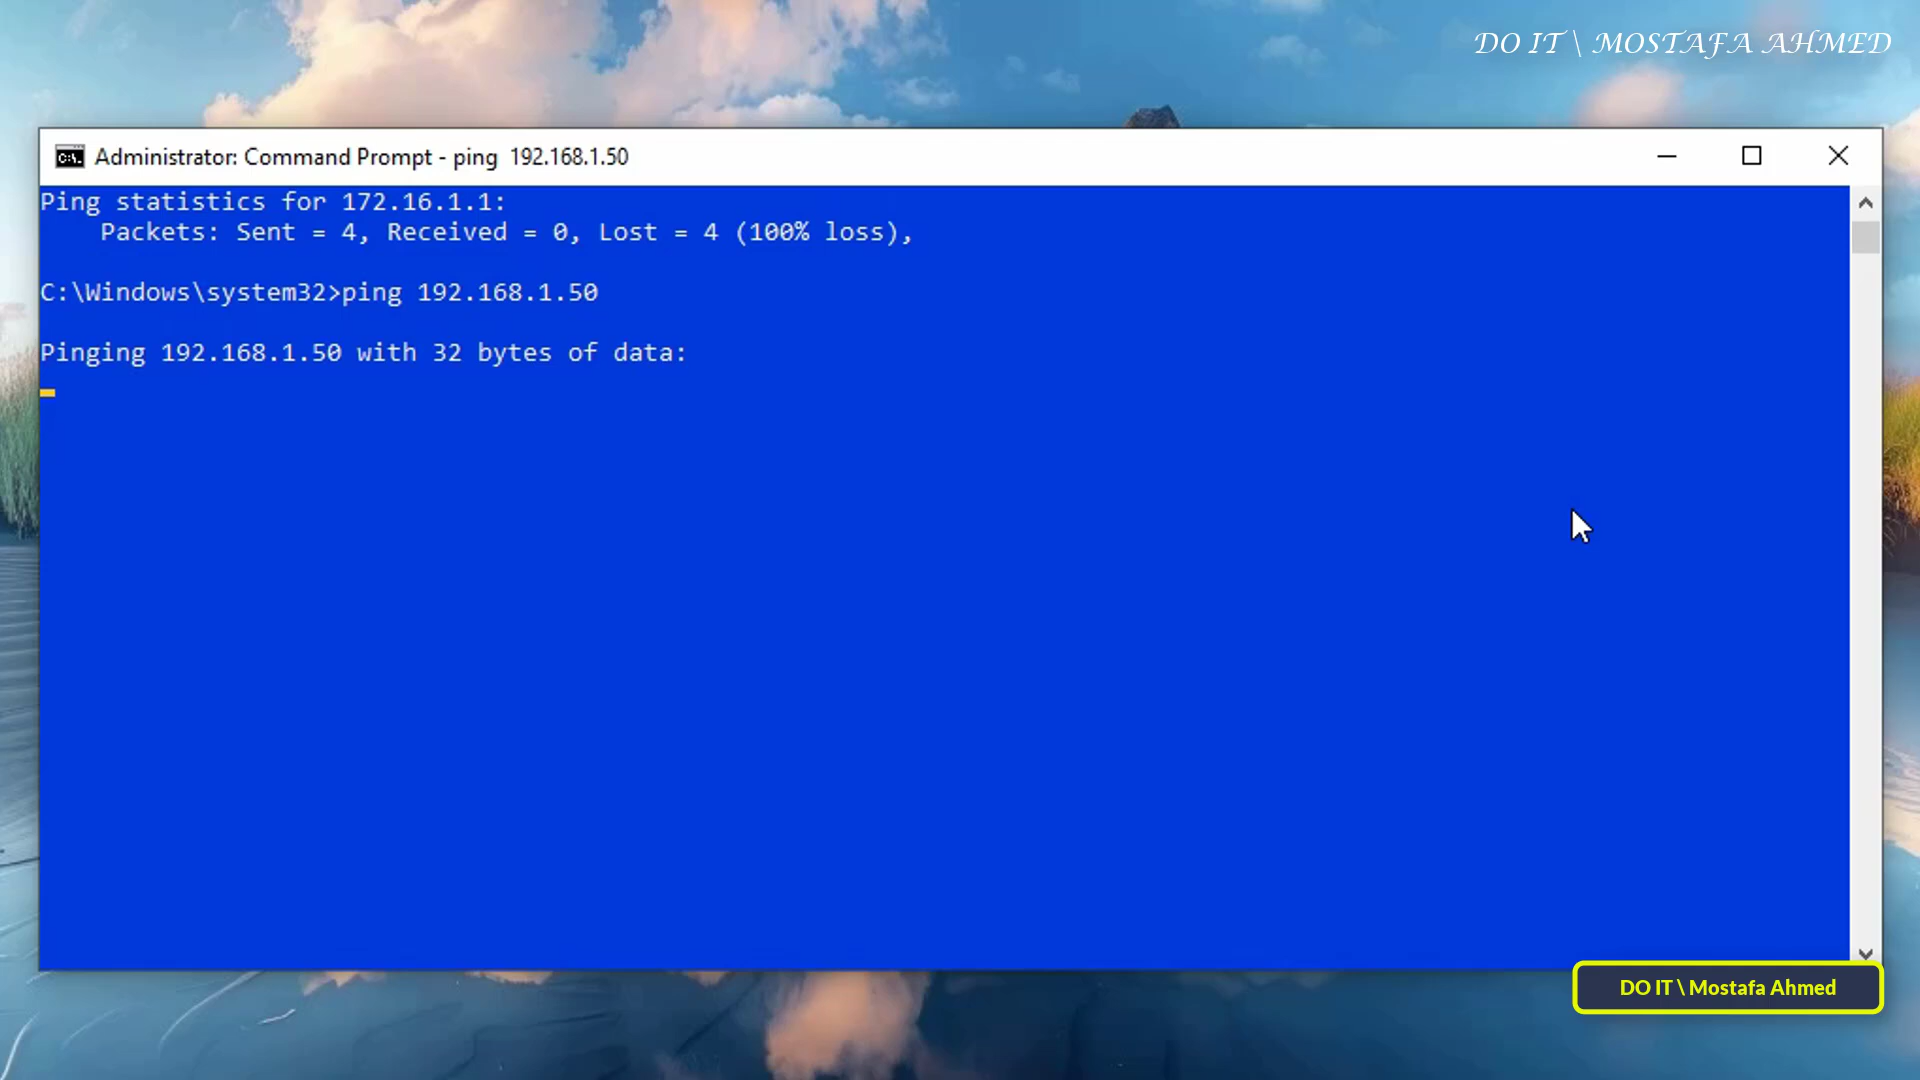 DO IT \ MOSTAFA AHMED
Administrator: Command Prompt - ping  192.168.1.50
Ping statistics for 172.16.1.1:
    Packets: Sent = 4, Received = 0, Lost = 4 (100% loss),
C:\Windows\system32>ping 192.168.1.50
Pinging 192.168.1.50 with 32 bytes of data:
DO IT \ Mostafa Ahmed